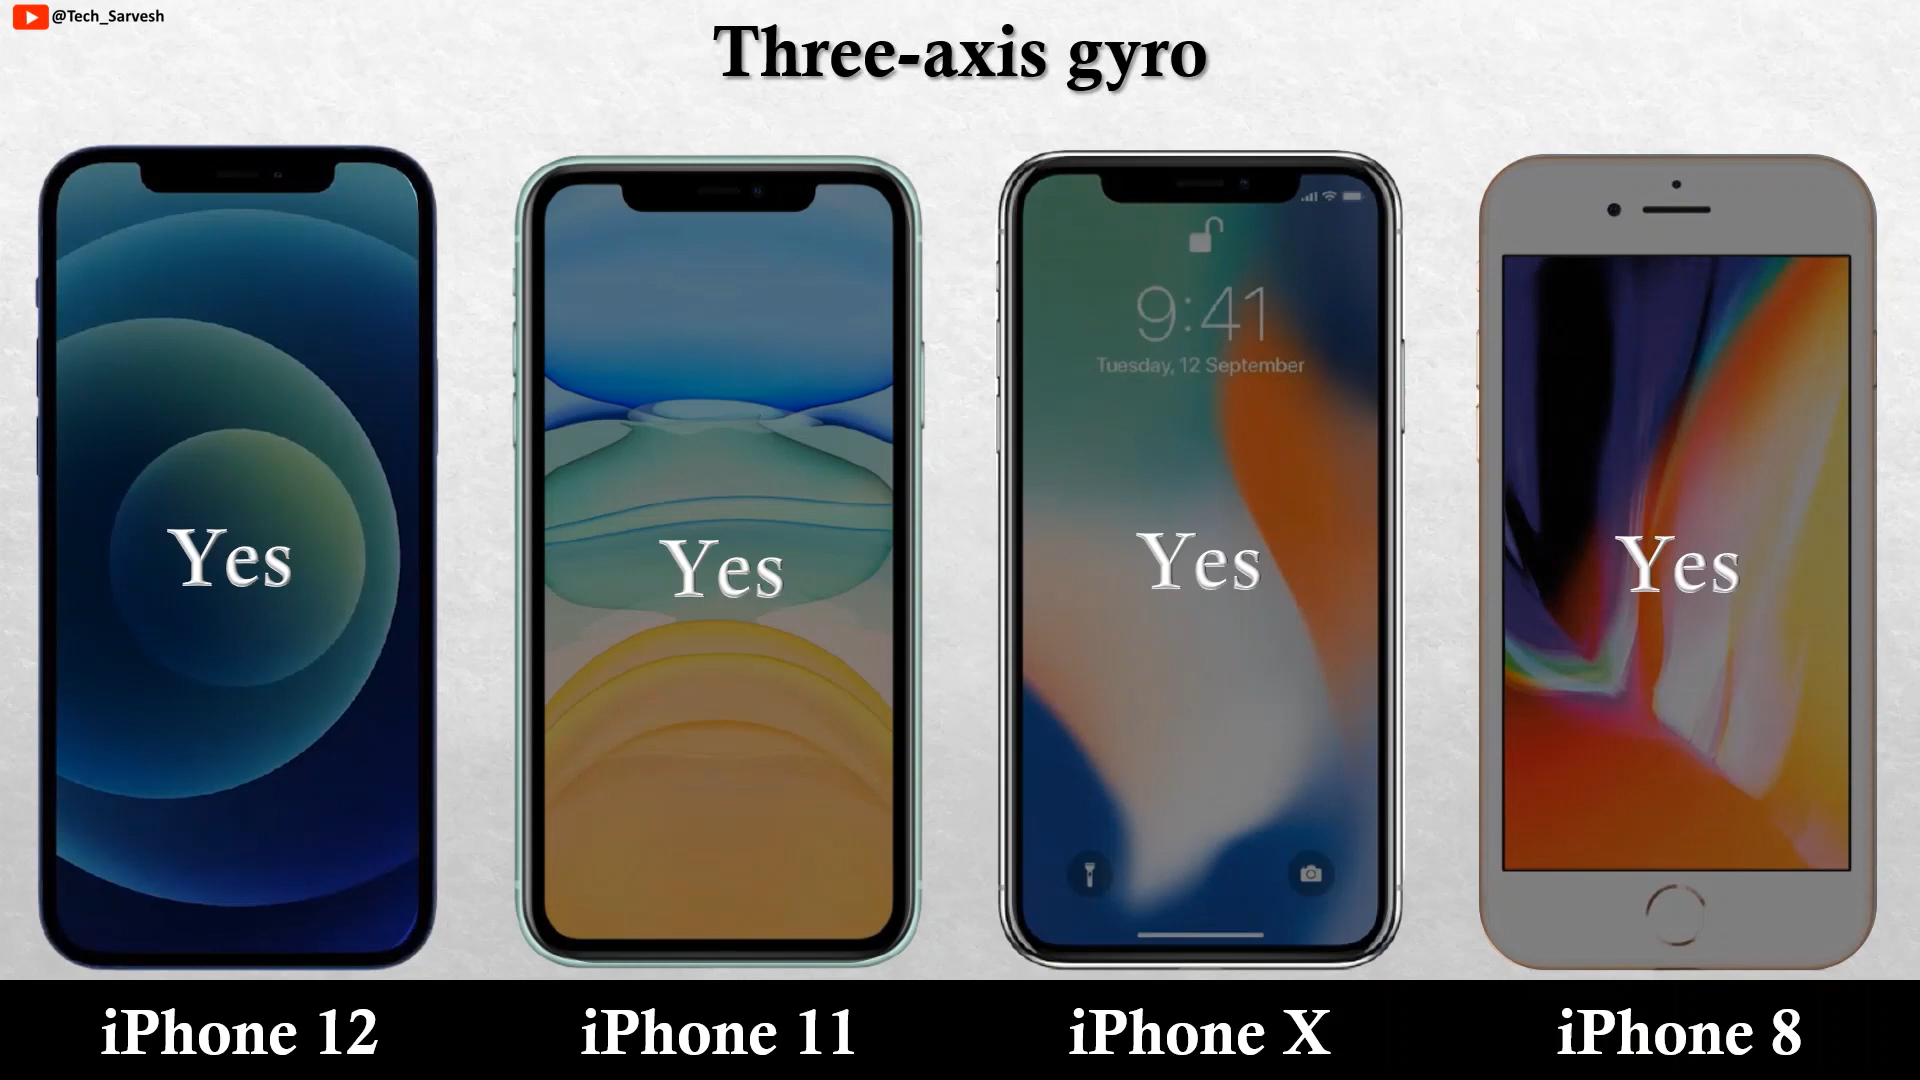 @Tech_Sarvesh
Three-axis gyro
9:41
Tuesday, 12 September
Yes
Yes
Yes
Yes
iPhone 12
iPhone 11
iPhone X
iPhone 8